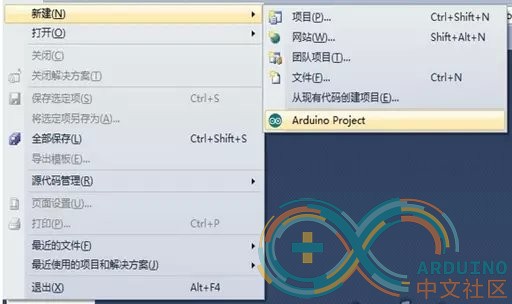 新建(N)
打开(O)
关闭(C)
关闭解决方案(T)
保存选定项(S) Ctrl+S
将选定项另存为(A)...
全部保存(L) Ctrl+Shift+S
导出模板(E)...
源代码管理(R)
页面设置(U)...
打印(P)... Ctrl+P
最近的文件(F)
最近使用的项目和解决方案(J)
退出(X) Alt+F4
项目(P)... Ctrl+Shift+N
网站(W)... Shift+Alt+N
团队项目(T)...
文件(F)... Ctrl+N
从现有代码创建项目(E)...
Arduino Project
ARDUINO
中文社区